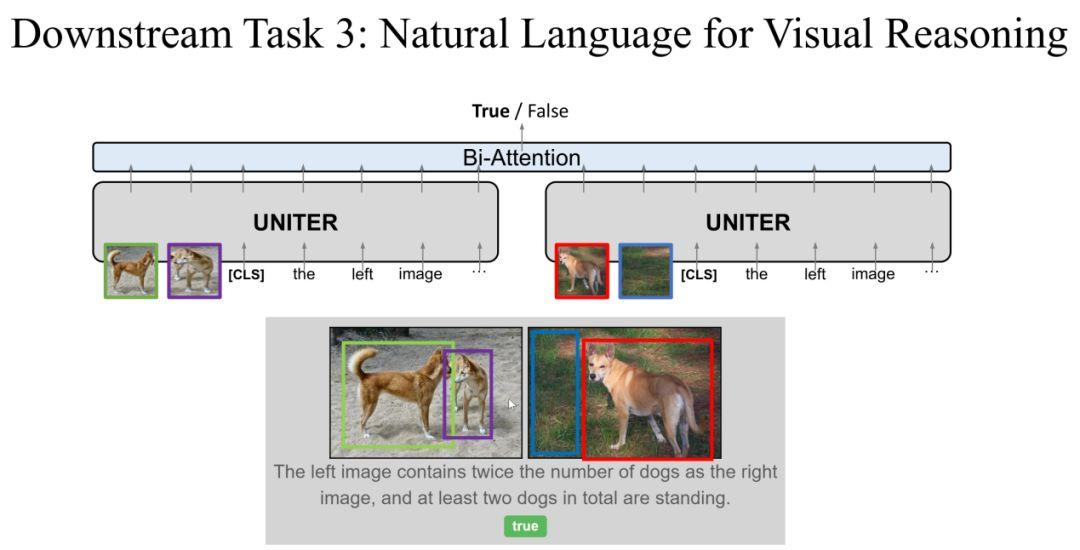 Downstream Task 3: Natural Language for Visual Reasoning
True / False
Bi-Attention
UNITER
UNITER
[CLS] the left image ...
[CLS] the left image ...
The left image contains twice the number of dogs as the right
image, and at least two dogs in total are standing.
true